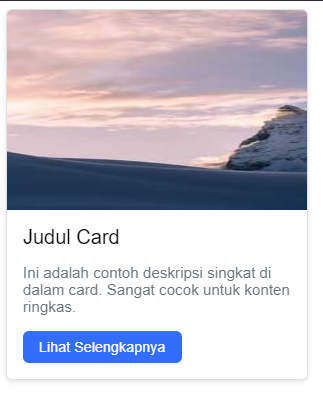 Judul Card
Ini adalah contoh deskripsi singkat di
dalam card. Sangat cocok untuk konten
ringkas.
Lihat Selengkapnya